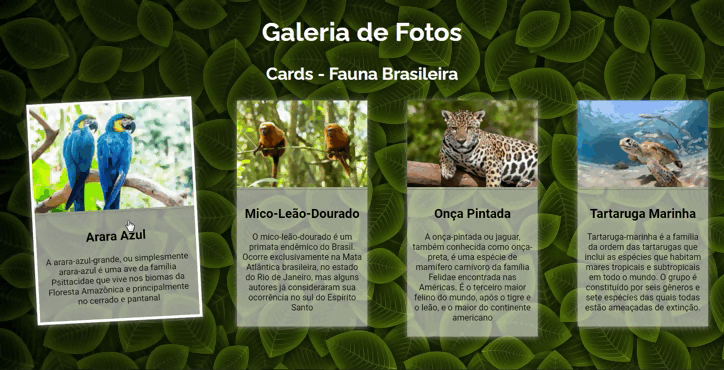 Galeria de Fotos
Cards - Fauna Brasileira
Arara Azul
A arara-azul-grande, ou simplesmente
arara-azul é uma ave da família
Psittacidae que vive nos biomas da
Floresta Amazônica e principalmente
no cerrado e pantanal
Mico-Leão-Dourado
O mico-leão-dourado é um
primata endêmico do Brasil.
Ocorre exclusivamente na Mata
Atlântica brasileira, no estado
do Rio de Janeiro, mas alguns
autores já consideraram sua
ocorrência no sul do Espírito
Santo
Onça Pintada
A onça-pintada ou jaguar,
também conhecida como onça-
preta, é uma espécie de
mamífero carnívoro da família
Felidae encontrada nas
Américas. É o terceiro maior
felino do mundo, após o tigre e
o leão, e o maior do continente
americano
Tartaruga Marinha
Tartaruga-marinha é a família
da ordem das tartarugas que
inclui as espécies que habitam
mares tropicais e subtropicais
em todo o mundo. O grupo é
constituído por seis gêneros e
sete espécies das quais todas
estão ameaçadas de extinção.